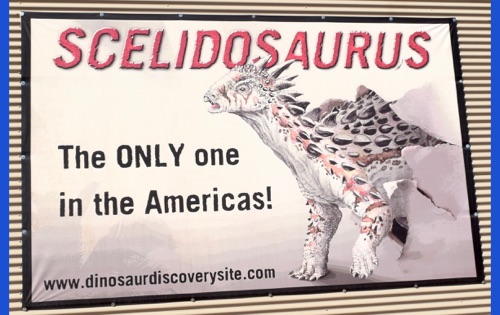 SCELIDOSAURUS
The ONLY one
in the Americas!
www.dinosaurdiscoverysite.com